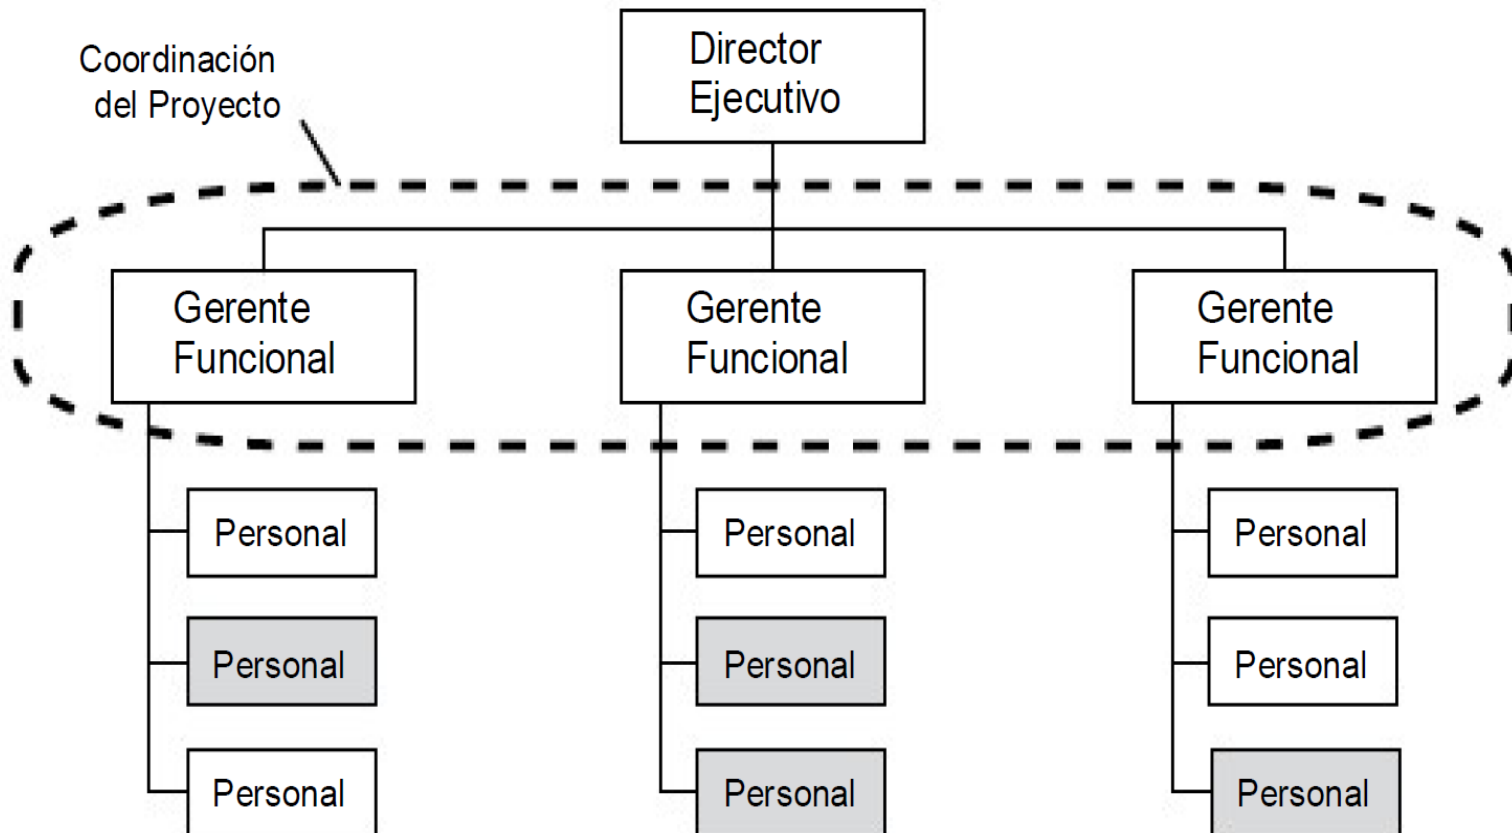 Coordinación
del Proyecto
Director
Ejecutivo
Gerente
Funcional
Gerente
Funcional
Gerente
Funcional
Personal
Personal
Personal
Personal
Personal
Personal
Personal
Personal
Personal